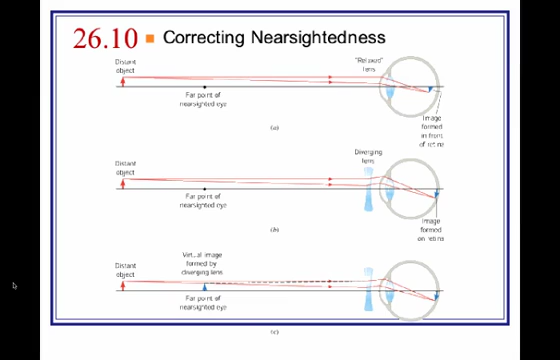 26.10 Correcting Nearsightedness
Distant
object
"Relaxed"
lens
Far point of
nearsighted eye
Image
formed
in front
of retina
(a)
Distant
object
Diverging
lens
Far point of
nearsighted eye
Image
formed
on retina
(b)
Virtual image
formed by
diverging lens
Distant
object
Far point of
nearsighted eye
(c)